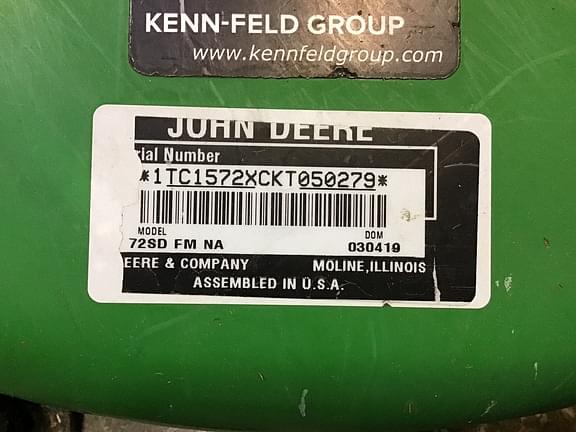 KENN-FELD GROUP
www.kennfeldgroup.com
JOHN DEERE
rial Number
*1TC1572XCKT050279*
MODEL
DOM
72SD FM NA
030419
EERE & COMPANY
MOLINE, ILLINOIS
ASSEMBLED IN U.S.A.